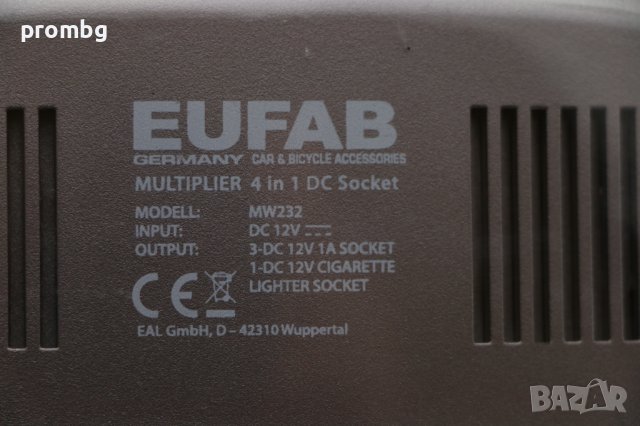 prombg
EUFAB
GERMANY CAR & BICYCLE ACCESSORIES
MULTIPLIER 4 in 1 DC Socket
MODELL: MW232
INPUT: DC 12V
OUTPUT: 3-DC 12V 1A SOCKET
1-DC 12V CIGARETTE
LIGHTER SOCKET
CE
EAL GmbH, D – 42310 Wuppertal
BAZAR